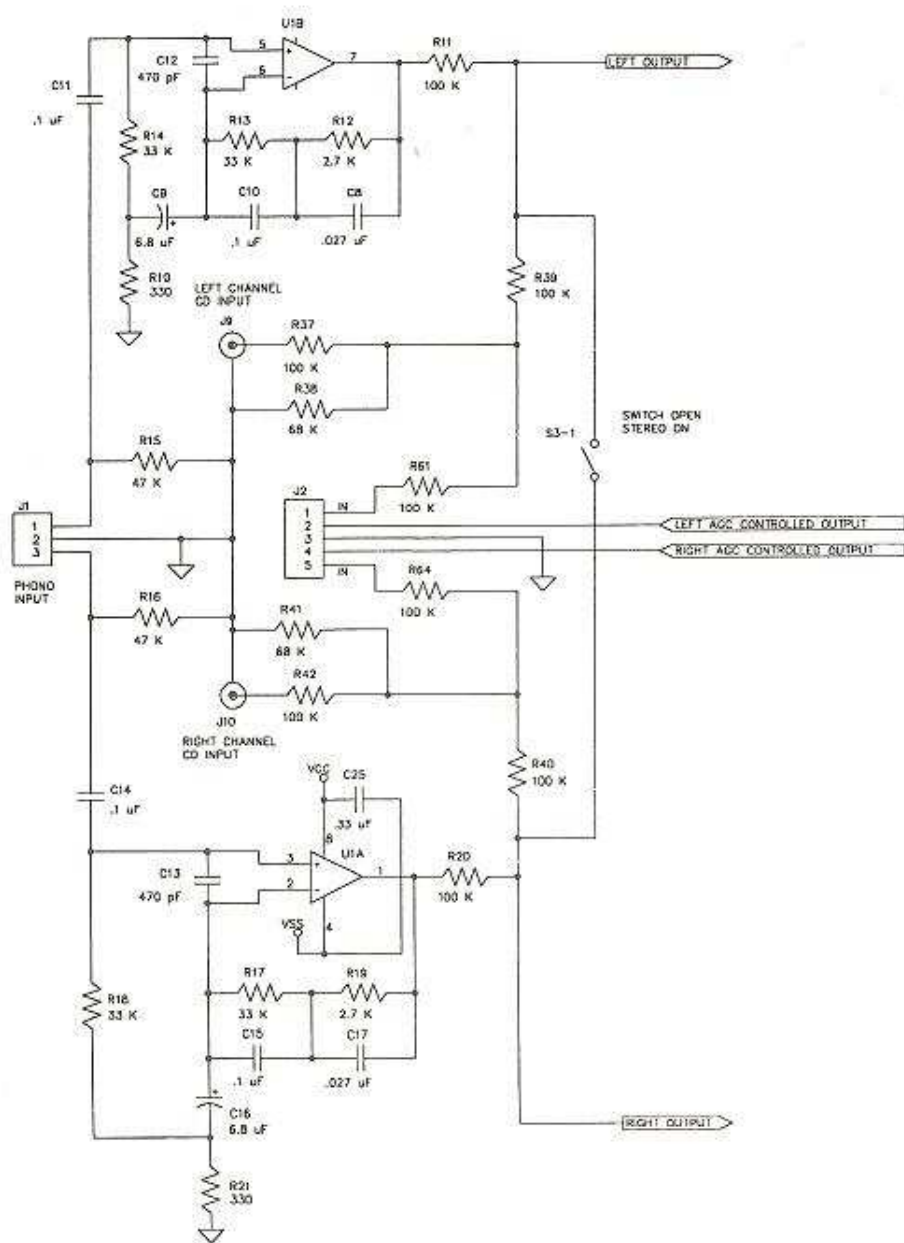 U1B
5
6
7
C12
470 pF
R11
100 K
LEFT OUTPUT
C11
.1 uF
R14
33 K
R13
33 K
R12
2.7 K
C9
6.8 uF
+
C10
.1 uF
C8
.027 uF
R10
330
LEFT CHANNEL
CD INPUT
J9
R37
100 K
R38
68 K
R39
100 K
SWITCH OPEN
STEREO ON
S3-1
R15
47 K
R61
100 K
J1
1
2
3
PHONO
INPUT
J2
1
2
3
4
5
IN
IN
LEFT AGC CONTROLLED OUTPUT
RIGHT AGC CONTROLLED OUTPUT
R64
100 K
R16
47 K
R41
68 K
R42
100 K
J10
RIGHT CHANNEL
CD INPUT
R40
100 K
C14
.1 uF
VCC
C25
.33 uF
8
U1A
3
2
1
4
VSS
C13
470 pF
R20
100 K
R18
33 K
R17
33 K
R19
2.7 K
C15
.1 uF
C17
.027 uF
+
C16
6.8 uF
R21
330
RIGHT OUTPUT